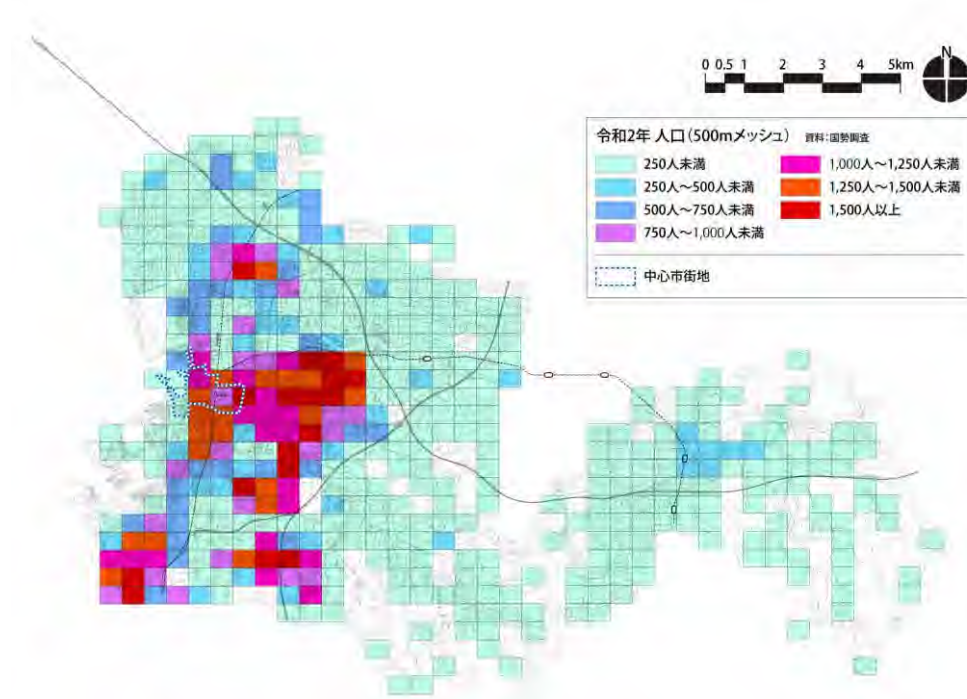 N
0 0.5 1 2 3 4 5km
令和2年 人口（500mメッシュ） 資料：国勢調査
250人未満
250人～500人未満
500人～750人未満
750人～1,000人未満
1,000人～1,250人未満
1,250人～1,500人未満
1,500人以上
中心市街地